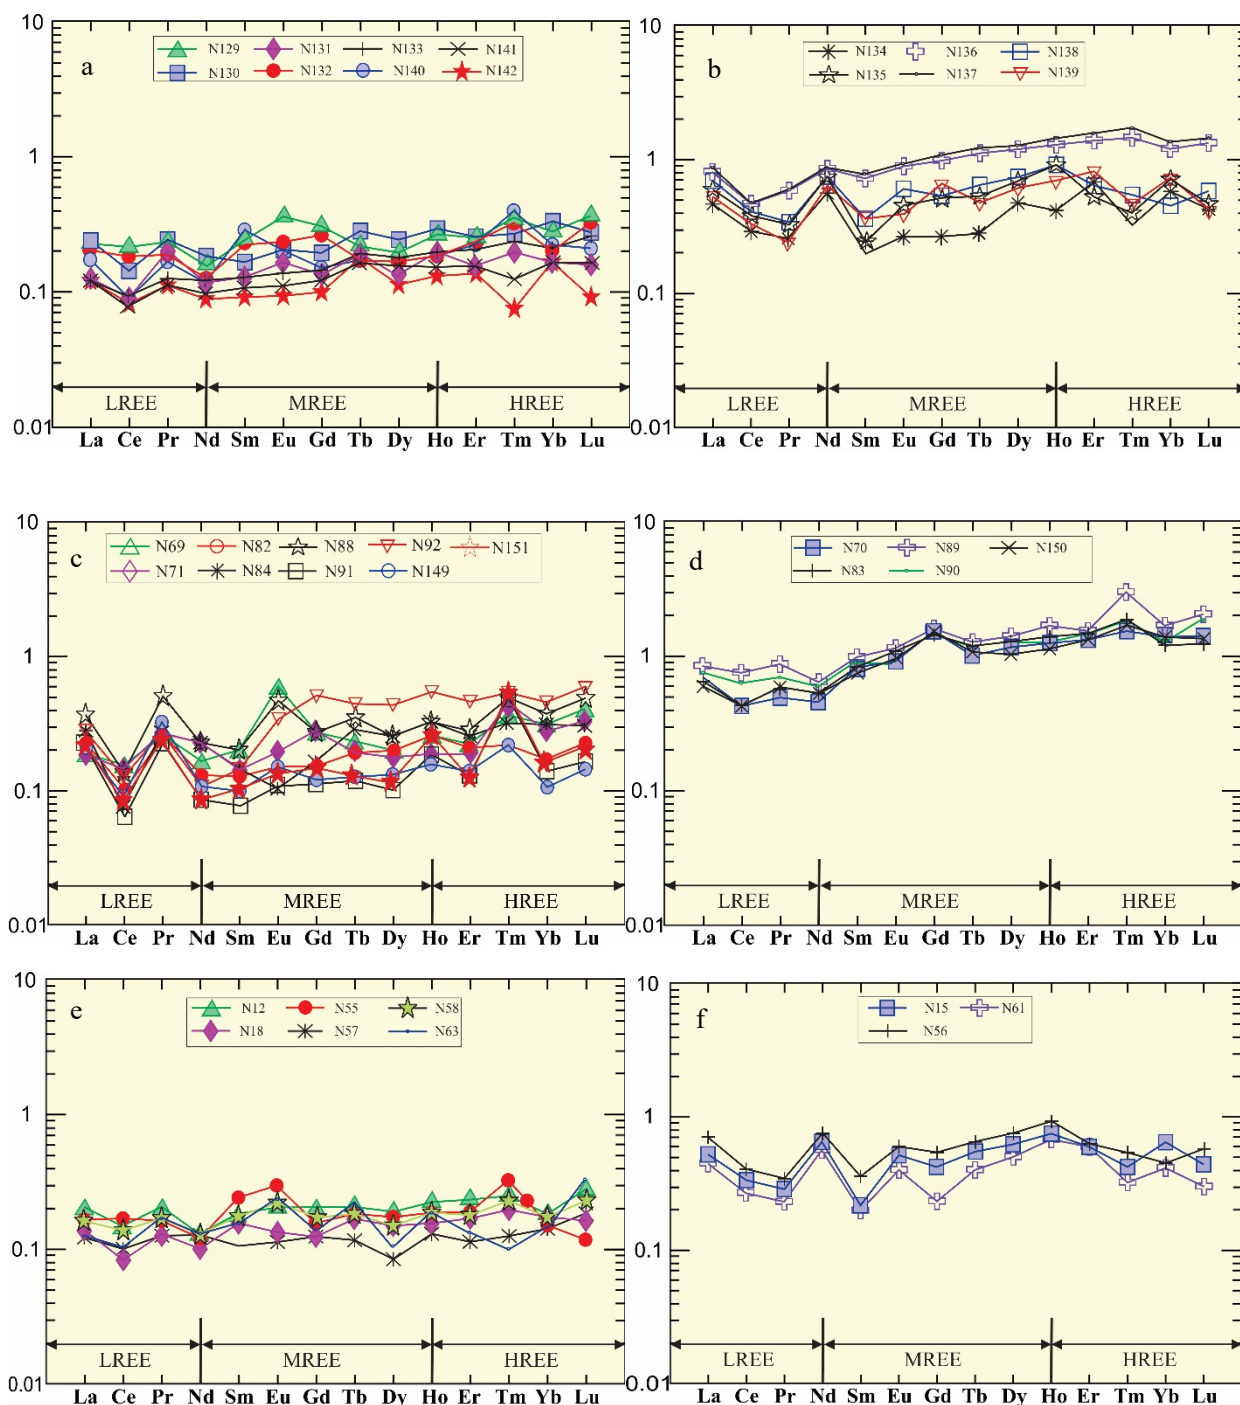 10
1
0.1
0.01
a
N129 N131 N133 N141
N130 N132 N140 N142
LREE MREE HREE
La Ce Pr Nd Sm Eu Gd Tb Dy Ho Er Tm Yb Lu
10
1
0.1
0.01
b
N134 N136 N138
N135 N137 N139
LREE MREE HREE
La Ce Pr Nd Sm Eu Gd Tb Dy Ho Er Tm Yb Lu
10
1
0.1
0.01
c
N69 N82 N88 N92 N151
N71 N84 N91 N149
LREE MREE HREE
La Ce Pr Nd Sm Eu Gd Tb Dy Ho Er Tm Yb Lu
10
1
0.1
0.01
d
N70 N89 N150
N83 N90
LREE MREE HREE
La Ce Pr Nd Sm Eu Gd Tb Dy Ho Er Tm Yb Lu
10
1
0.1
0.01
e
N12 N55 N58
N18 N57 N63
LREE MREE HREE
La Ce Pr Nd Sm Eu Gd Tb Dy Ho Er Tm Yb Lu
10
1
0.1
0.01
f
N15 N61
N56
LREE MREE HREE
La Ce Pr Nd Sm Eu Gd Tb Dy Ho Er Tm Yb Lu